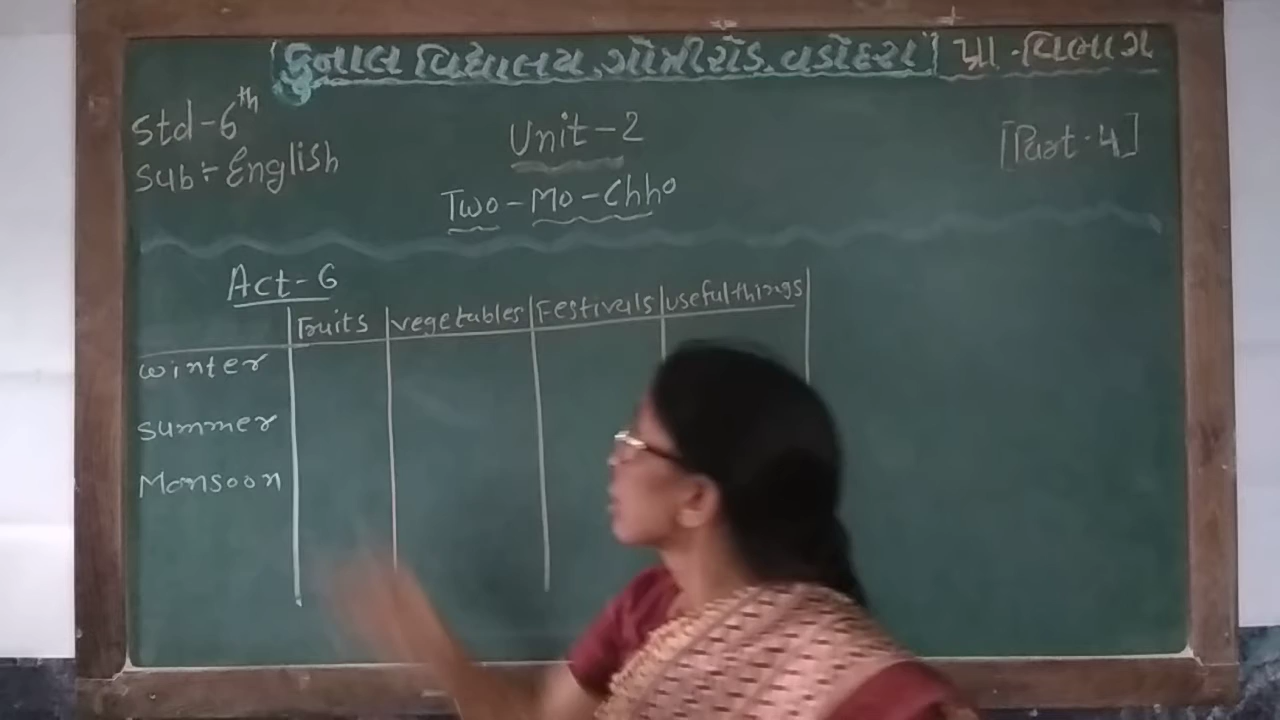 [કુનાલ વિદ્યાલય, ગોત્રીરોડ, વડોદરા] પ્રા. વિભાગ
Std-6th
Sub:- English
Unit-2
[Part-4]
Two-Mo-Chho
Act-6
Fruits vegetables Festivals useful things
winter
summer
Monsoon